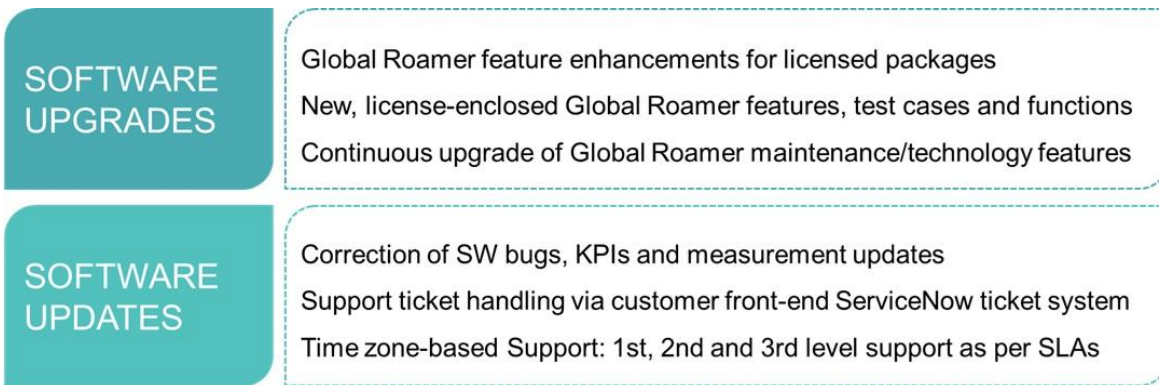 SOFTWARE
UPGRADES
Global Roamer feature enhancements for licensed packages
New, license-enclosed Global Roamer features, test cases and functions
Continuous upgrade of Global Roamer maintenance/technology features
SOFTWARE
UPDATES
Correction of SW bugs, KPIs and measurement updates
Support ticket handling via customer front-end ServiceNow ticket system
Time zone-based Support: 1st, 2nd and 3rd level support as per SLAs